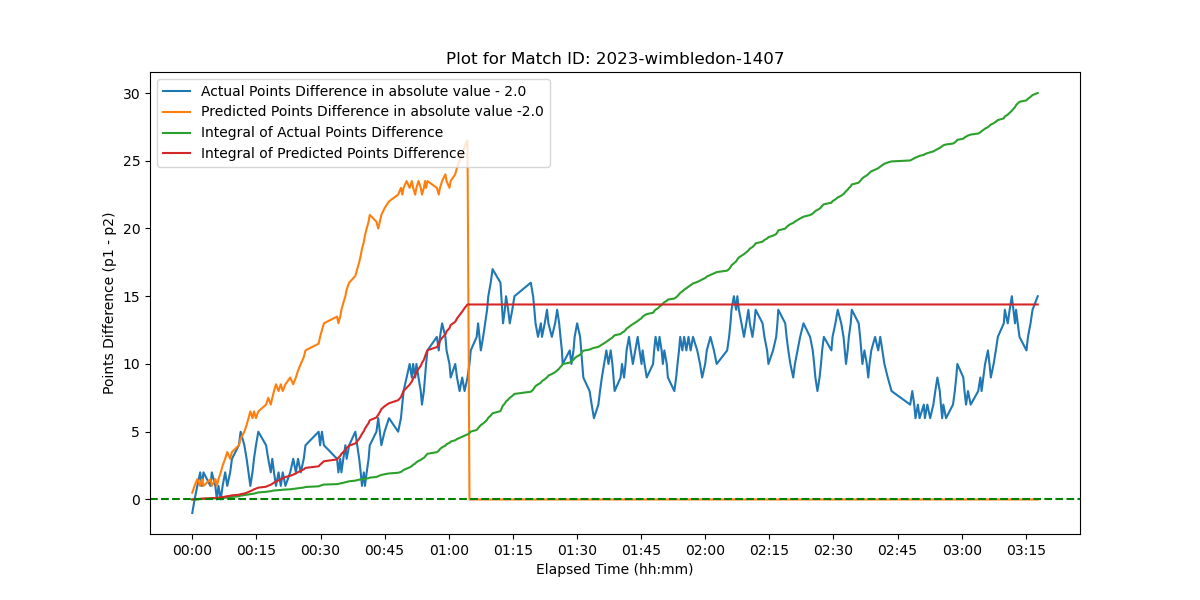 Plot for Match ID: 2023-wimbledon-1407
Actual Points Difference in absolute value - 2.0
Predicted Points Difference in absolute value -2.0
Integral of Actual Points Difference
Integral of Predicted Points Difference
Points Difference (p1 - p2)
30
25
20
15
10
5
0
00:00 00:15 00:30 00:45 01:00 01:15 01:30 01:45 02:00 02:15 02:30 02:45 03:00 03:15
Elapsed Time (hh:mm)